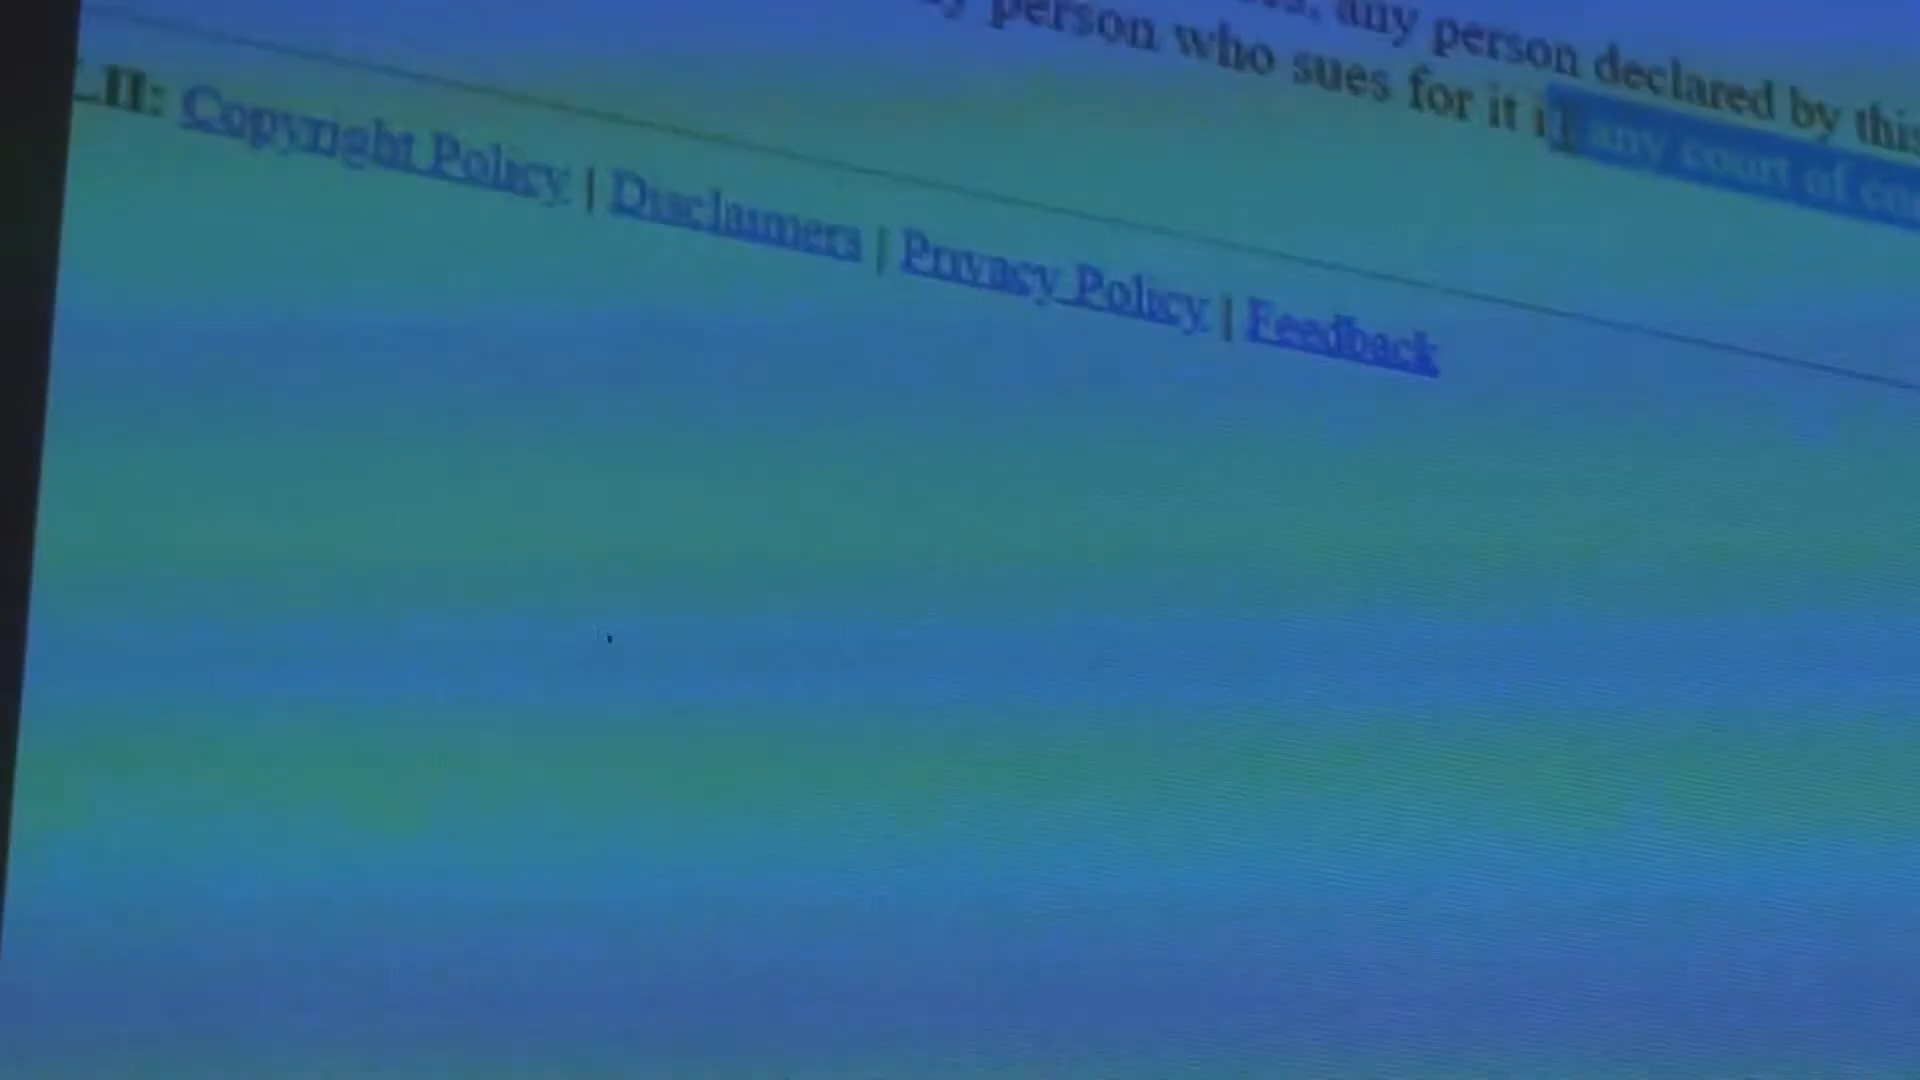 any person declared by this
person who sues for it in any court of
LII: Copyright Policy | Disclaimers | Privacy Policy | Feedback